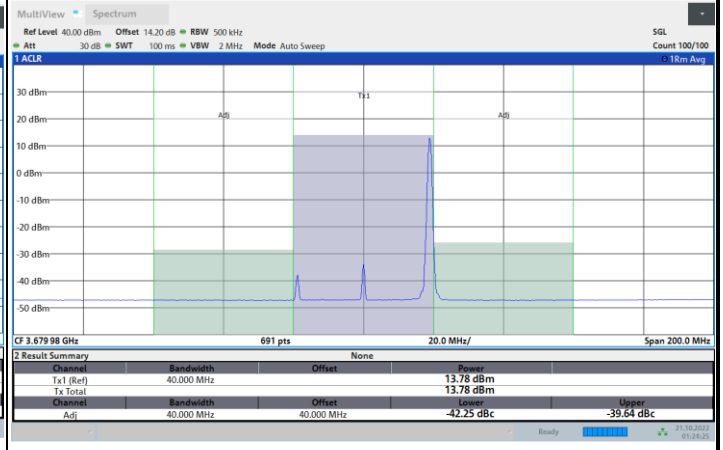 MultiView Spectrum
Ref Level 40.00 dBm Offset 14.20 dB RBW 500 kHz SGL
Att 30 dB SWT 100 ms VBW 2 MHz Mode Auto Sweep Count 100/100
1 ACLR 1Rm Avg
Tx1
Adj Adj
30 dBm
20 dBm
10 dBm
0 dBm
-10 dBm
-20 dBm
-30 dBm
-40 dBm
-50 dBm
CF 3.679 98 GHz 691 pts 20.0 MHz/ Span 200.0 MHz
2 Result Summary None
Channel Bandwidth Offset Power
Tx1 (Ref) 40.000 MHz 13.78 dBm
Tx Total 13.78 dBm
Channel Bandwidth Offset Lower Upper
Adj 40.000 MHz 40.000 MHz -42.25 dBc -39.64 dBc
Ready 21.10.2022
01:24:25